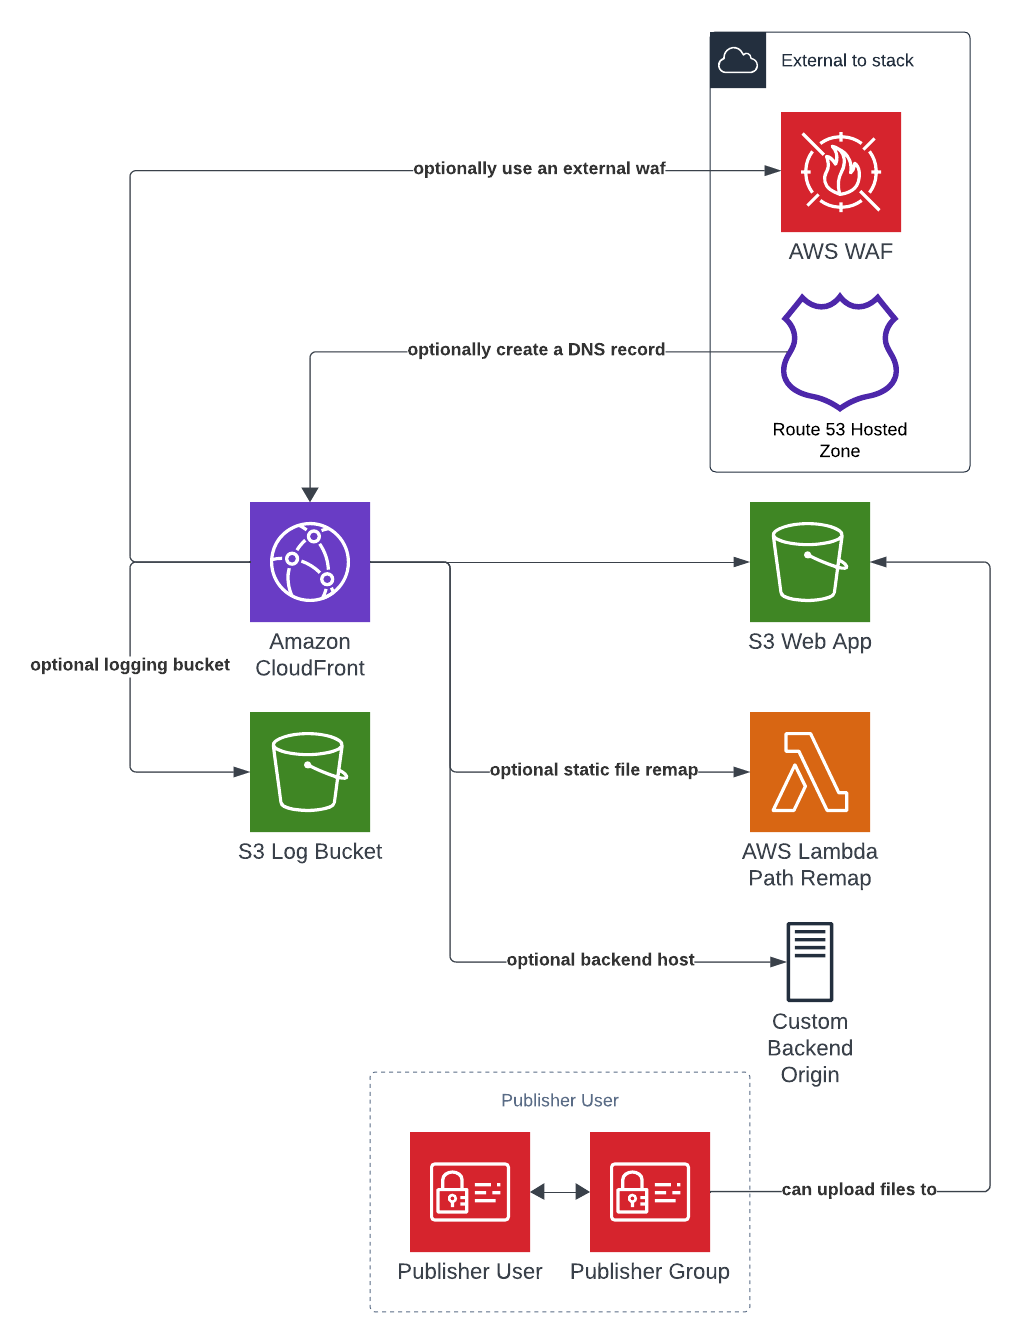 External to stack
optionally use an external waf
AWS WAF
optionally create a DNS record
Route 53 Hosted
Zone
Amazon
CloudFront
S3 Web App
optional logging bucket
optional static file remap
S3 Log Bucket
AWS Lambda
Path Remap
optional backend host
Custom
Backend
Origin
Publisher User
can upload files to
Publisher User
Publisher Group